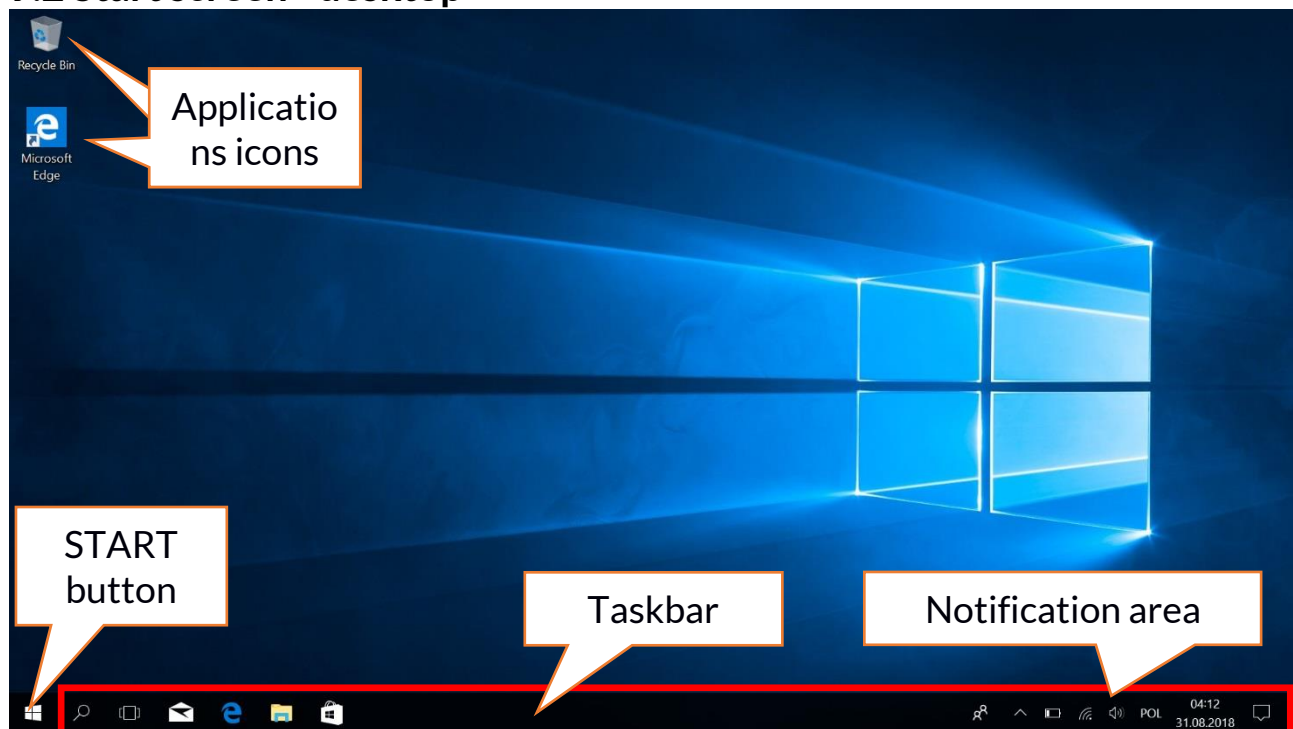 Recycle Bin
Applicatio
ns icons
Microsoft
Edge
START
button
Taskbar
Notification area
POL
04:12
31.08.2018